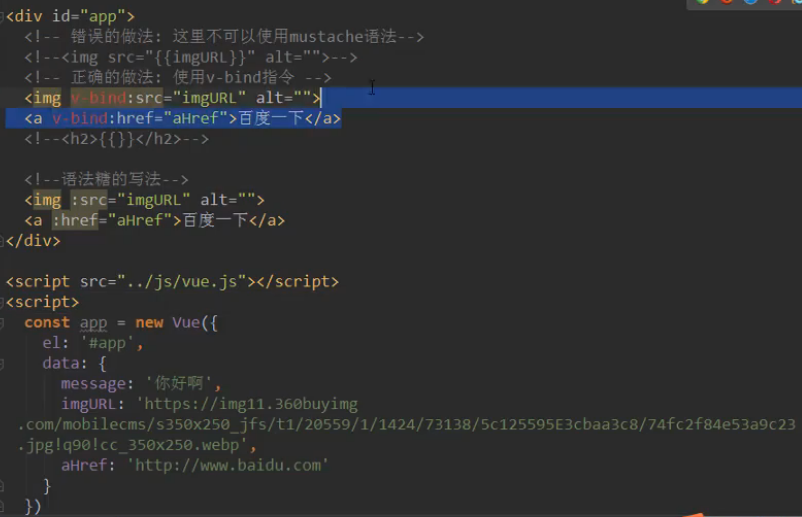 <div id="app">
<!-- 错误的做法: 这里不可以使用mustache语法-->
<!--<img src="{{imgURL}}" alt="">-->
<!-- 正确的做法: 使用v-bind指令 -->
<img v-bind:src="imgURL" alt="">
<a v-bind:href="aHref">百度一下</a>
<!--<h2>{{}}</h2>-->
<!--语法糖的写法-->
<img :src="imgURL" alt="">
<a :href="aHref">百度一下</a>
</div>
<script src="../js/vue.js"></script>
<script>
const app = new Vue({
el: '#app',
data: {
message: '你好啊',
imgURL: 'https://img11.360buyimg
.com/mobilecms/s350x250_jfs/t1/20559/1/1424/73138/5c125595E3cbaa3c8/74fc2f84e53a9c23
.jpg!q90!cc_350x250.webp',
aHref: 'http://www.baidu.com'
}
})